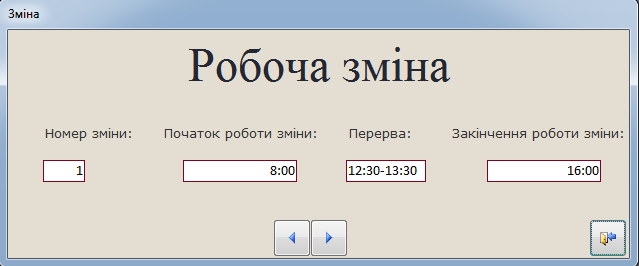 Зміна
Робоча зміна
Номер зміни: Початок роботи зміни: Перерва: Закінчення роботи зміни:
1 8:00 12:30-13:30 16:00